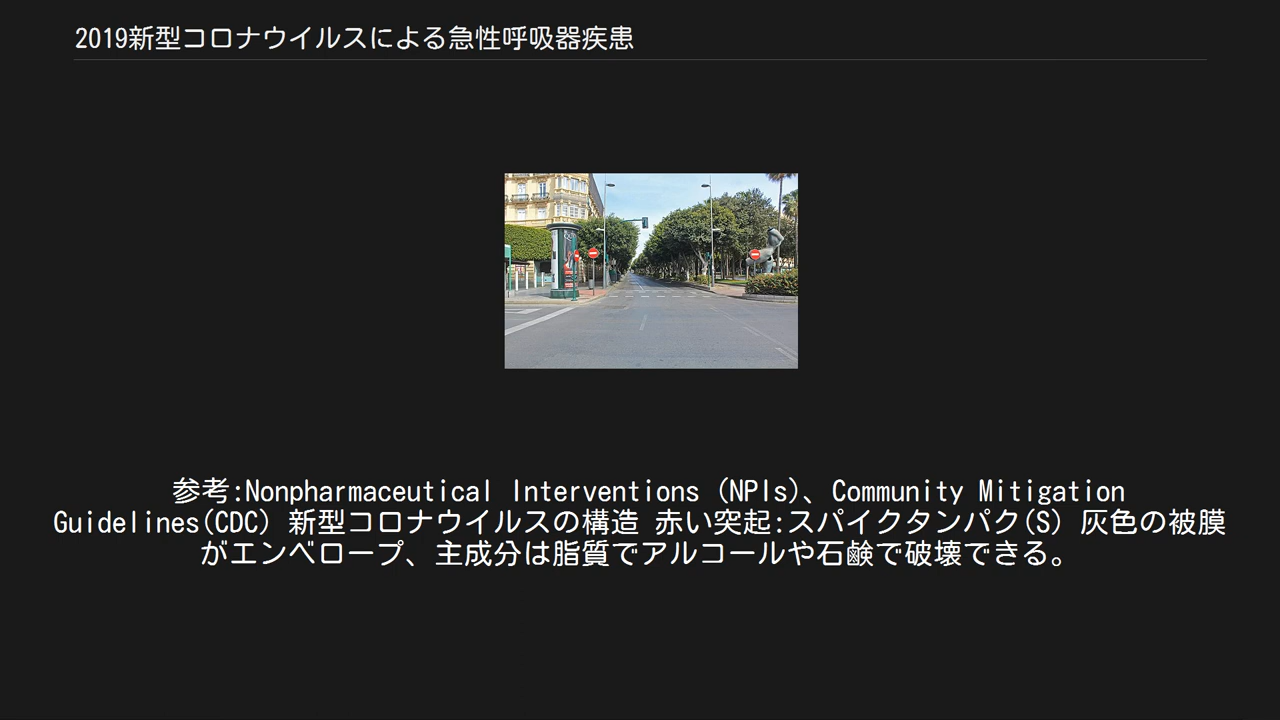 2019新型コロナウイルスによる急性呼吸器疾患
参考:Nonpharmaceutical Interventions (NPIs)、Community Mitigation
Guidelines(CDC) 新型コロナウイルスの構造 赤い突起:スパイクタンパク(S) 灰色の被膜
がエンベロープ、主成分は脂質でアルコールや石鹸で破壊できる。